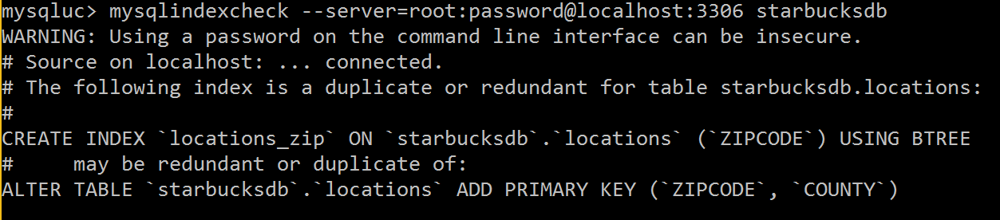 mysqluc> mysqlindexcheck --server=root:password@localhost:3306 starbucksdb
WARNING: Using a password on the command line interface can be insecure.
# Source on localhost: ... connected.
# The following index is a duplicate or redundant for table starbucksdb.locations:
#
CREATE INDEX `locations_zip` ON `starbucksdb`.`locations` (`ZIPCODE`) USING BTREE
#     may be redundant or duplicate of:
ALTER TABLE `starbucksdb`.`locations` ADD PRIMARY KEY (`ZIPCODE`, `COUNTY`)